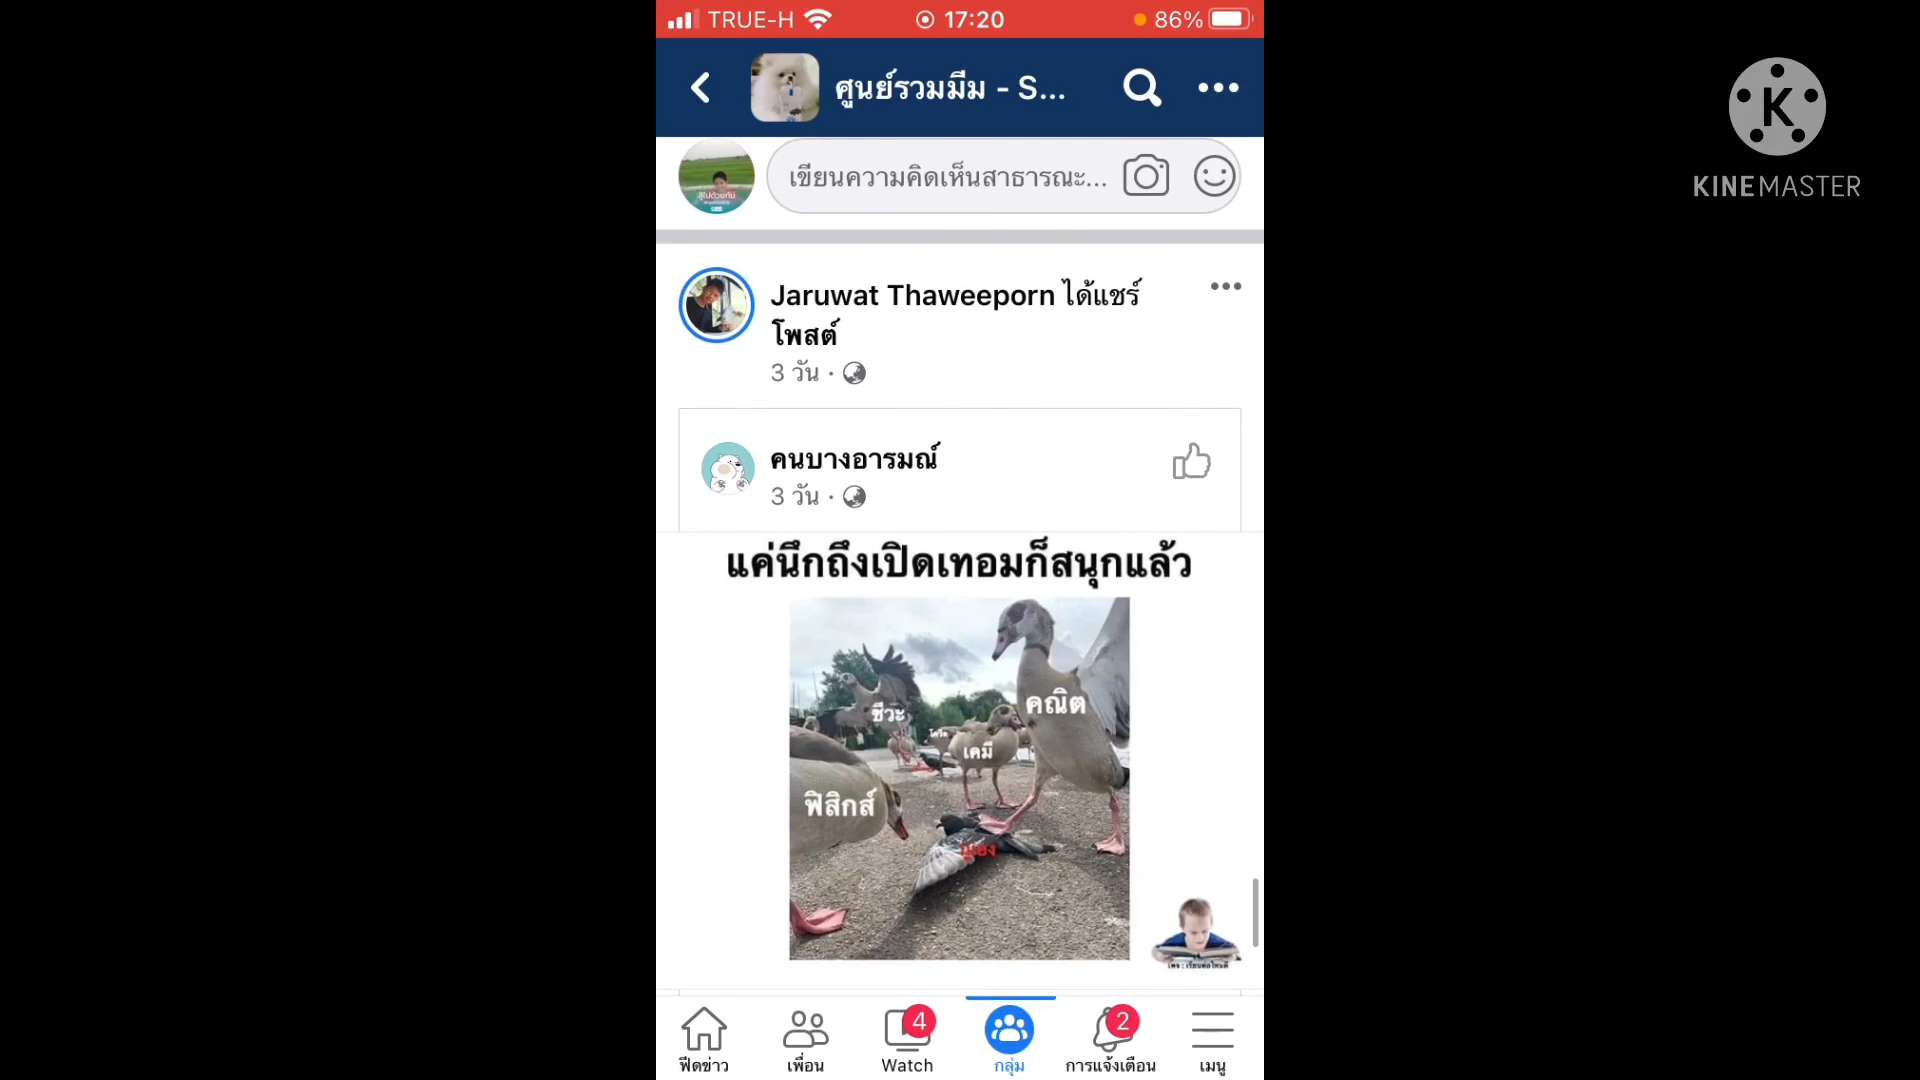 TRUE-H
17:20
86%
ศูนย์รวมมีม - S...
KINEMASTER
เขียนความคิดเห็นสาธารณะ...
Jaruwat Thaweeporn ได้แชร์
โพสต์
3 วัน ·
คนบางอารมณ์
3 วัน ·
แค่นึกถึงเปิดเทอมก็สนุกแล้ว
คณิต
ชีวะ
เคมี
ฟิสิกส์
4
2
ฟีดข่าว
เพื่อน
Watch
กลุ่ม
การแจ้งเตือน
เมนู